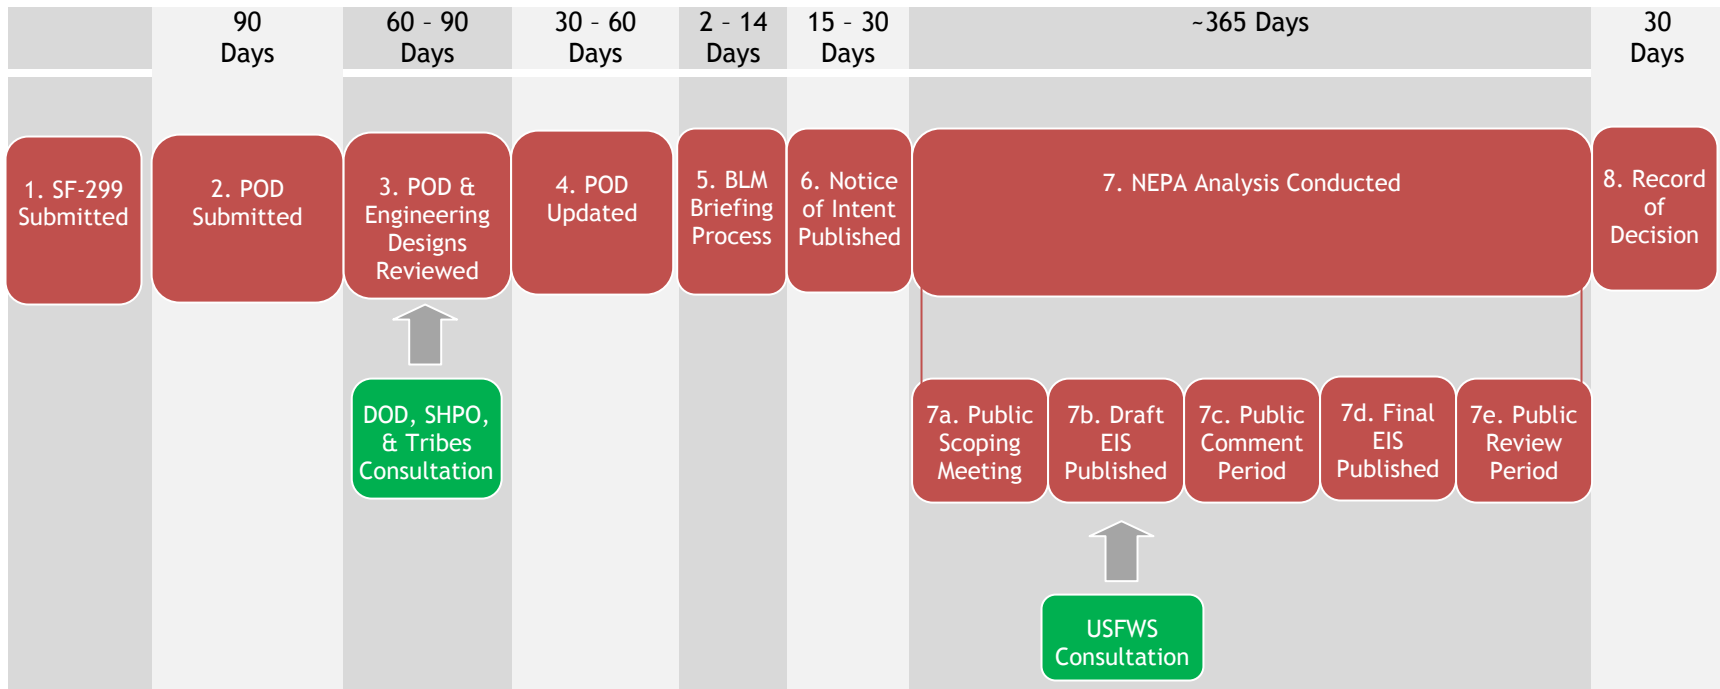 90
Days
60 - 90
Days
30 - 60
Days
2 - 14
Days
15 - 30
Days
~365 Days
30
Days
1. SF-299
Submitted
2. POD
Submitted
3. POD &
Engineering
Designs
Reviewed
4. POD
Updated
5. BLM
Briefing
Process
6. Notice
of Intent
Published
7. NEPA Analysis Conducted
8. Record
of
Decision
DOD, SHPO,
& Tribes
Consultation
7a. Public
Scoping
Meeting
7b. Draft
EIS
Published
7c. Public
Comment
Period
7d. Final
EIS
Published
7e. Public
Review
Period
USFWS
Consultation